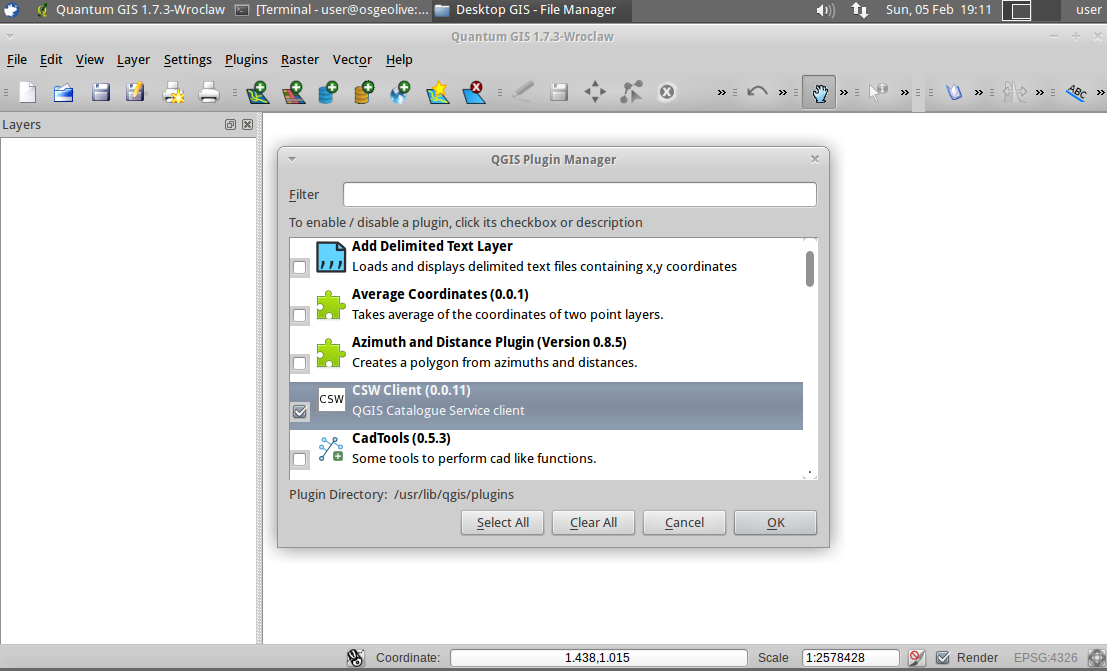 Quantum GIS 1.7.3-Wroclaw [Terminal - user@osgeolive:... Desktop GIS - File Manager Sun, 05 Feb 19:11 user
Quantum GIS 1.7.3-Wroclaw
File Edit View Layer Settings Plugins Raster Vector Help
ABC
Layers
QGIS Plugin Manager
Filter
To enable / disable a plugin, click its checkbox or description
Add Delimited Text Layer
Loads and displays delimited text files containing x,y coordinates
Average Coordinates (0.0.1)
Takes average of the coordinates of two point layers.
Azimuth and Distance Plugin (Version 0.8.5)
Creates a polygon from azimuths and distances.
CSW
CSW Client (0.0.11)
QGIS Catalogue Service client
CadTools (0.5.3)
Some tools to perform cad like functions.
Plugin Directory: /usr/lib/qgis/plugins
Select All Clear All Cancel OK
Coordinate: 1.438,1.015 Scale 1:2578428 Render EPSG:4326